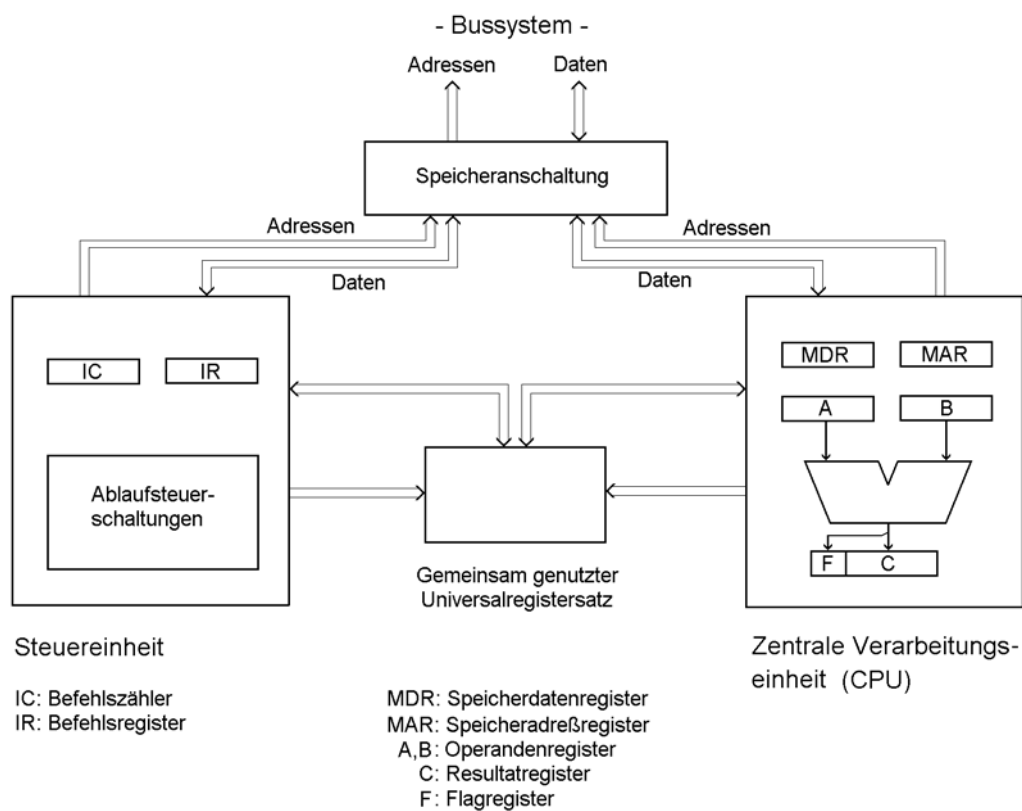 - Bussystem -
Adressen
Daten
Speicheranschaltung
Adressen
Adressen
Daten
Daten
IC
IR
MDR
MAR
A
B
Ablaufsteuer-
schaltungen
F
C
Gemeinsam genutzter
Universalregistersatz
Steuereinheit
Zentrale Verarbeitungs-
einheit (CPU)
IC: Befehlszähler
IR: Befehlsregister
MDR: Speicherdatenregister
MAR: Speicheradreßregister
A,B: Operandenregister
C: Resultatregister
F: Flagregister